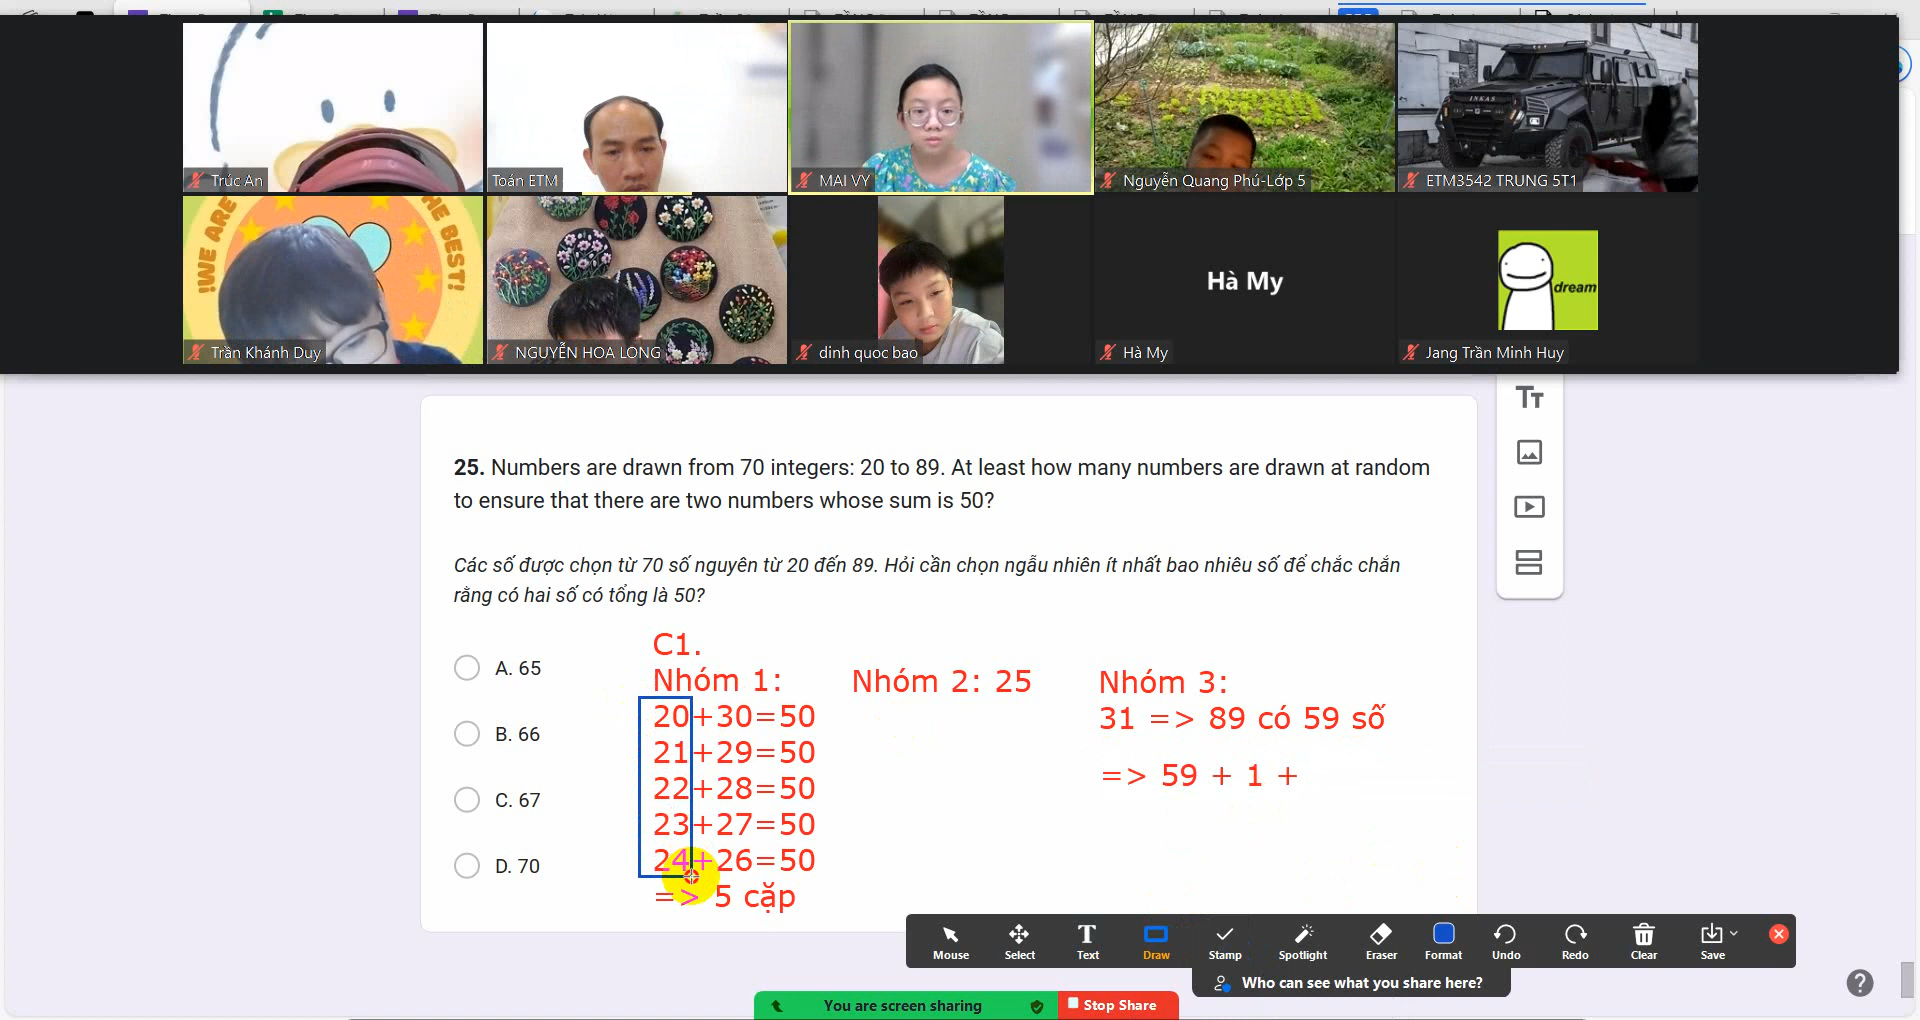 INKAS
Trúc An
Toán ETM
MAI VY
Nguyễn Quang Phú-Lớp 5
ETM3542 TRUNG 5T1
!WE ARE
HE BEST!
Hà My
dream
Trần Khánh Duy
NGUYỄN HOA LONG
dinh quoc bao
Hà My
Jang Trần Minh Huy
25. Numbers are drawn from 70 integers: 20 to 89. At least how many numbers are drawn at random
to ensure that there are two numbers whose sum is 50?
Các số được chọn từ 70 số nguyên từ 20 đến 89. Hỏi cần chọn ngẫu nhiên ít nhất bao nhiêu số để chắc chắn
rằng có hai số có tổng là 50?
A. 65
B. 66
C. 67
D. 70
C1.
Nhóm 1:
20+30=50
21+29=50
22+28=50
23+27=50
24+26=50
=> 5 cặp
Nhóm 2: 25
Nhóm 3:
31 => 89 có 59 số
=> 59 + 1 +
Mouse
Select
Text
Draw
Stamp
Spotlight
Eraser
Format
Undo
Redo
Clear
Save
Who can see what you share here?
You are screen sharing
Stop Share